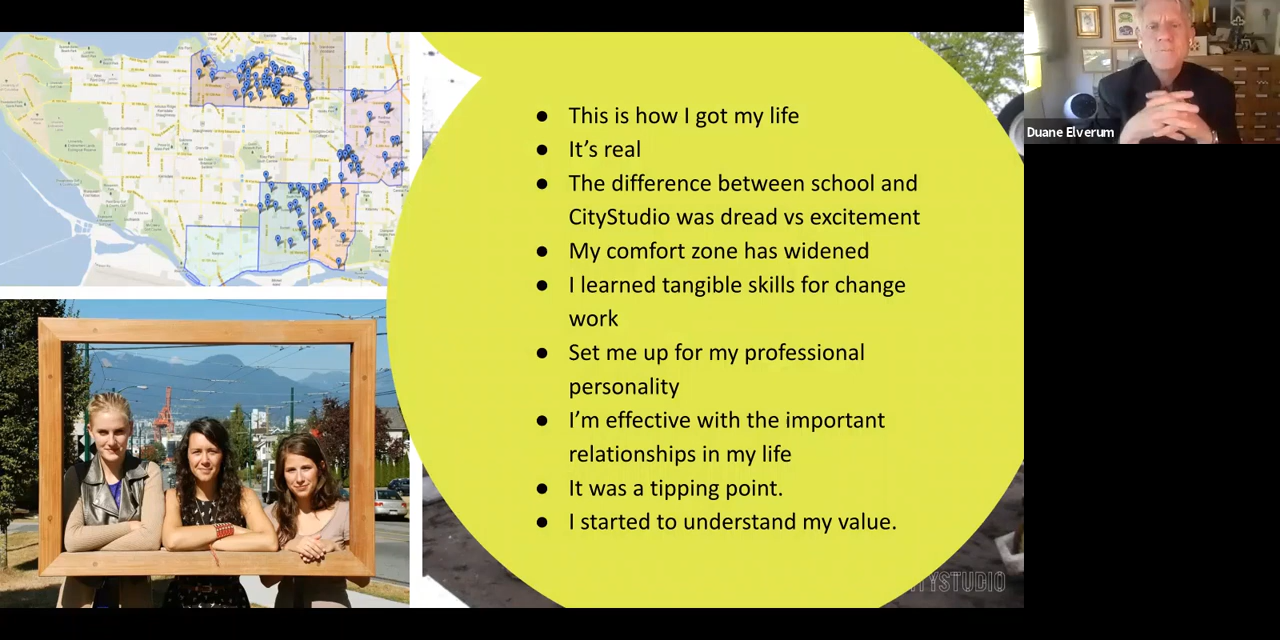 ● This is how I got my life
● It’s real
● The difference between school and
CityStudio was dread vs excitement
● My comfort zone has widened
● I learned tangible skills for change
work
● Set me up for my professional
personality
● I’m effective with the important
relationships in my life
● It was a tipping point.
● I started to understand my value.
Duane Elverum